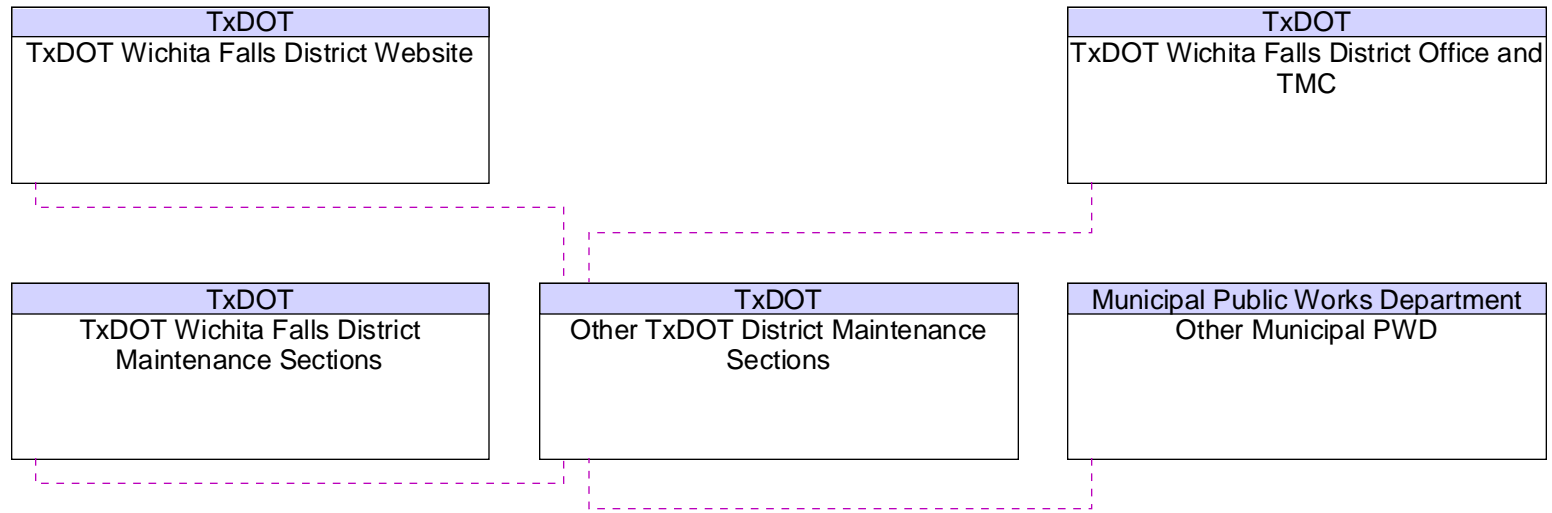 TxDOT
TxDOT Wichita Falls District Website
TxDOT
TxDOT Wichita Falls District Office and
TMC
TxDOT
TxDOT Wichita Falls District
Maintenance Sections
TxDOT
Other TxDOT District Maintenance
Sections
Municipal Public Works Department
Other Municipal PWD